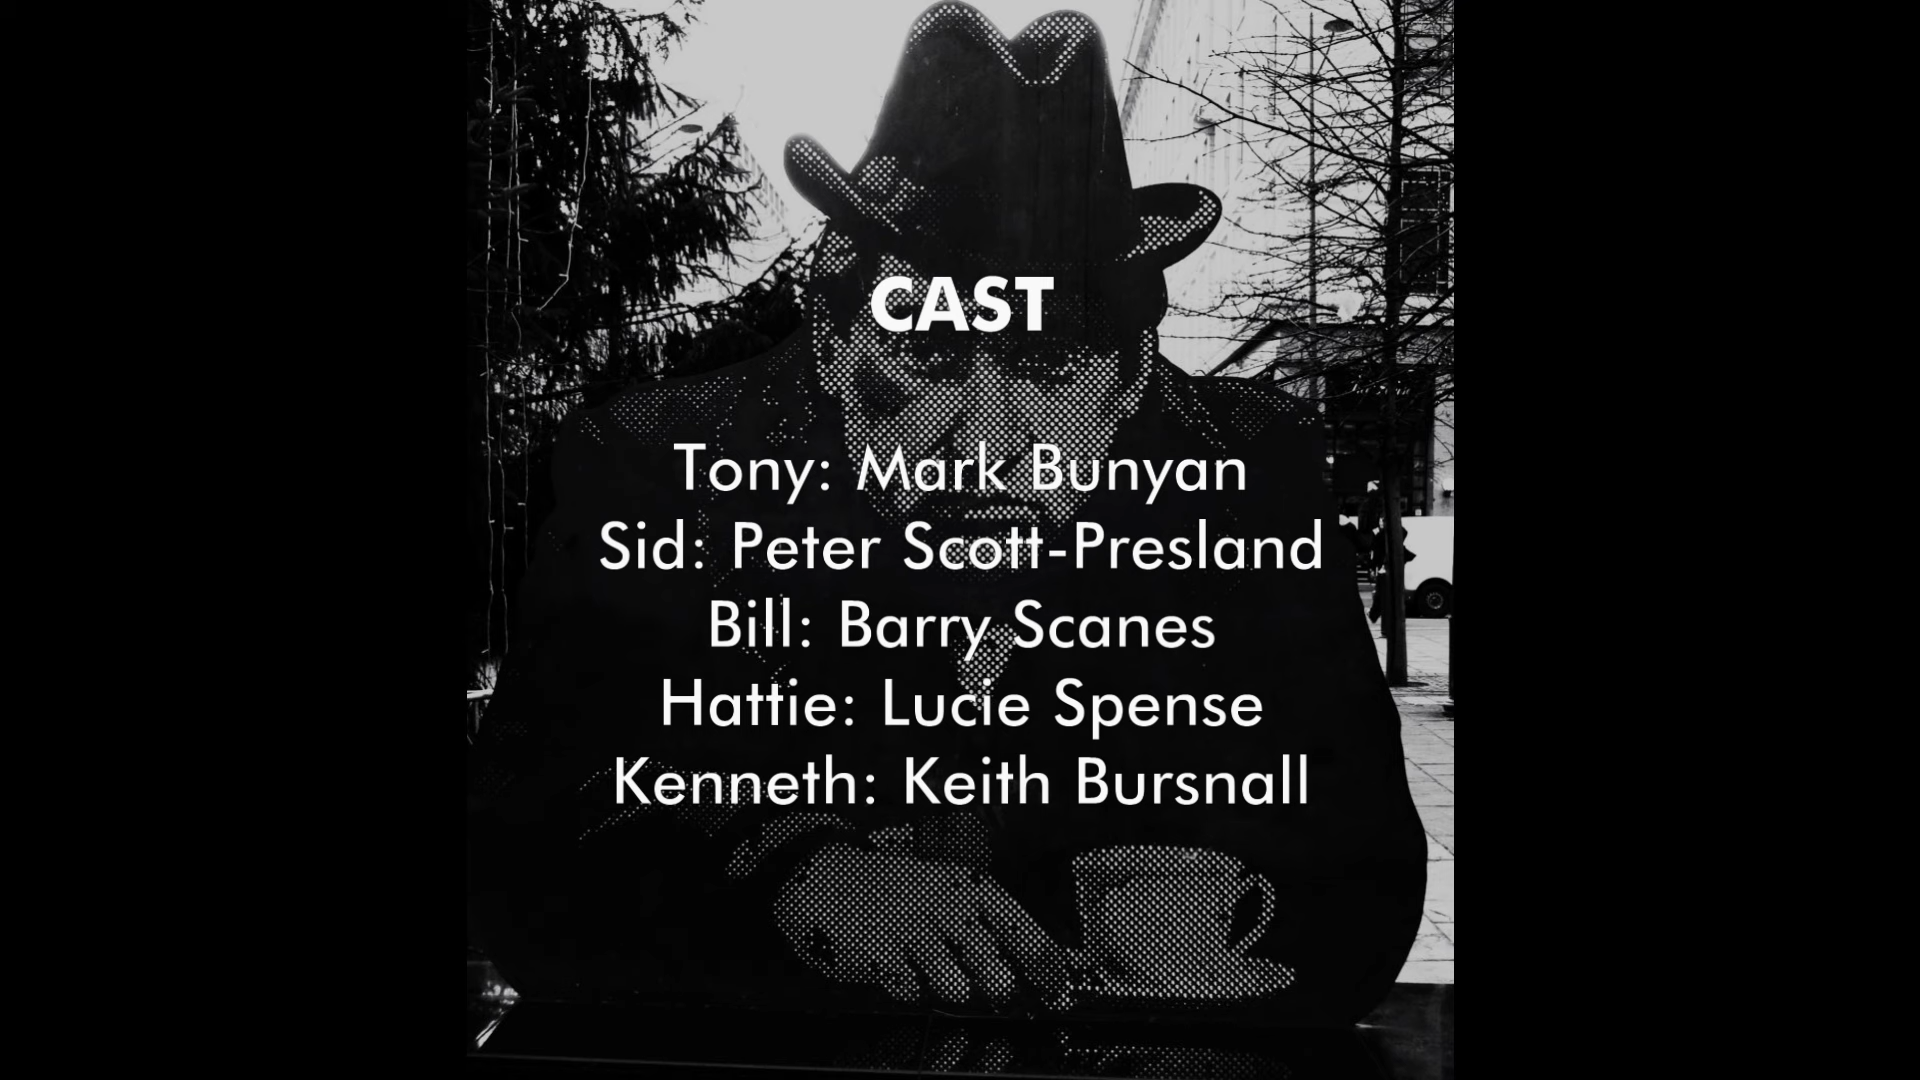 CAST
Tony: Mark Bunyan
Sid: Peter Scott-Presland
Bill: Barry Scanes
Hattie: Lucie Spense
Kenneth: Keith Bursnall